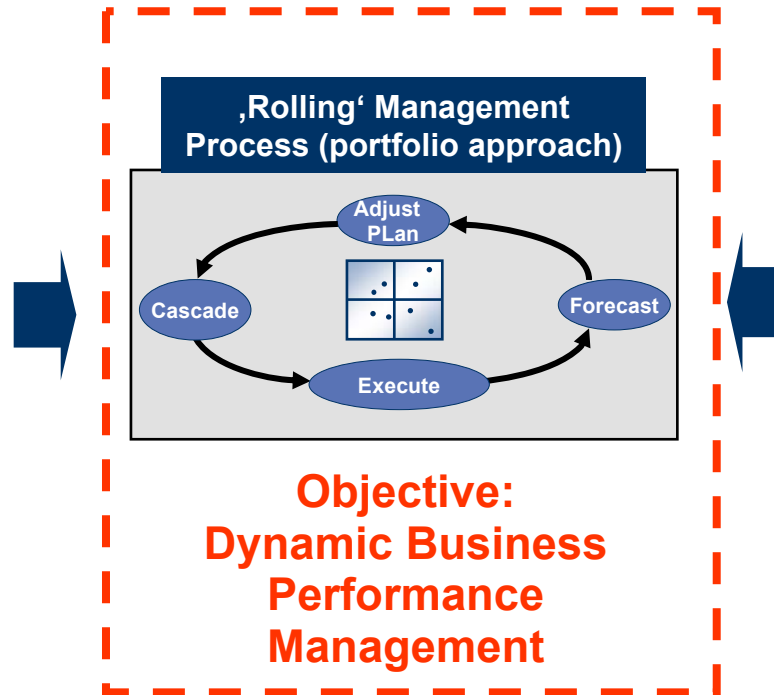 ‚Rolling‘ Management
Process (portfolio approach)
Adjust
PLan
Cascade
Forecast
Execute
Objective:
Dynamic Business
Performance
Management